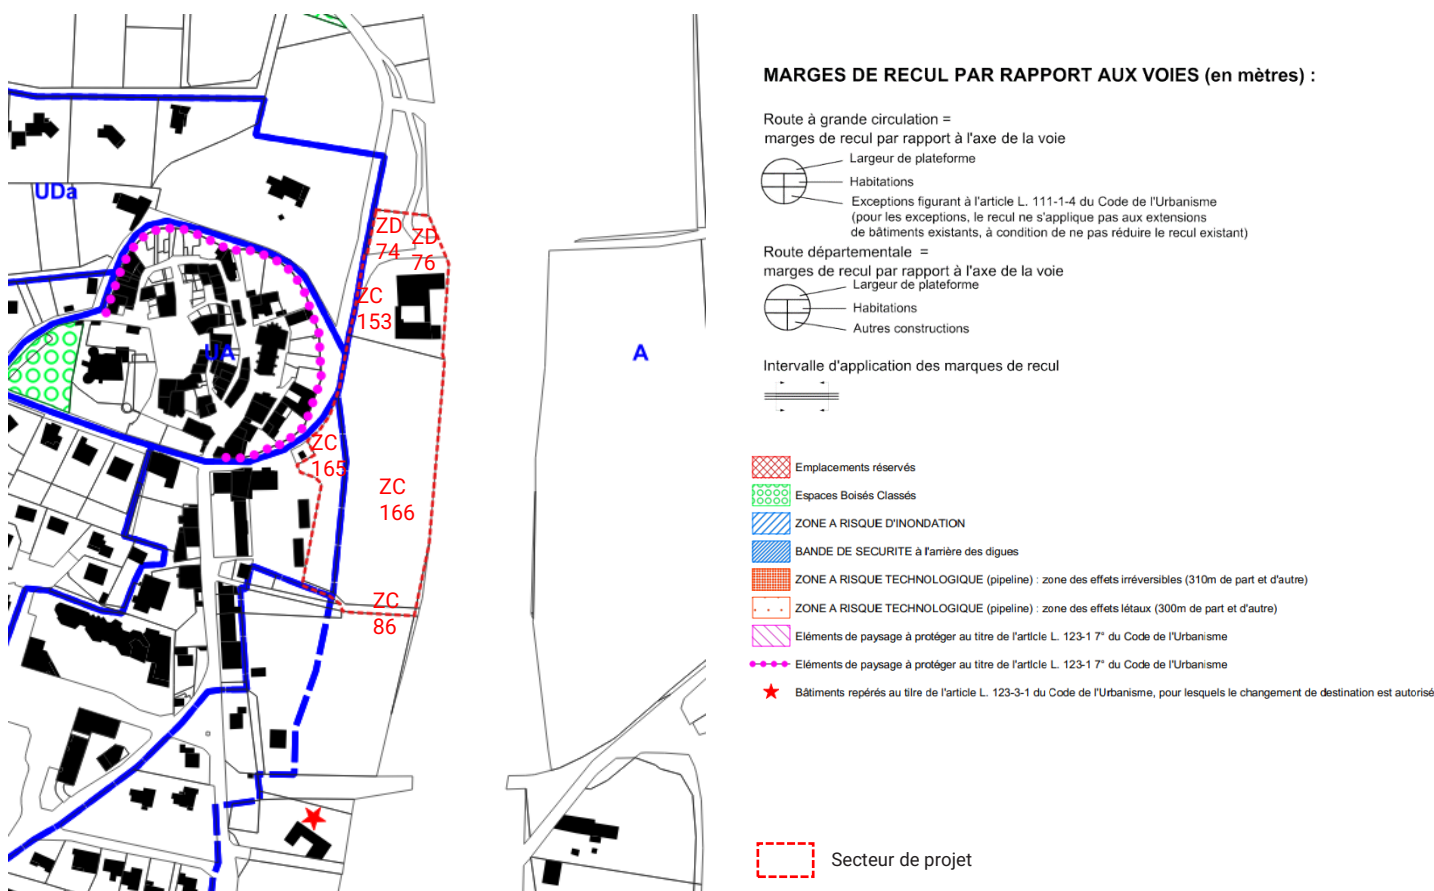 UDa
ZD
74
ZD
76
ZC
153
UA
A
ZC
165
ZC
166
ZC
86
MARGES DE RECUL PAR RAPPORT AUX VOIES (en mètres) :
Route à grande circulation =
marges de recul par rapport à l'axe de la voie
Largeur de plateforme
Habitations
Exceptions figurant à l'article L. 111-1-4 du Code de l'Urbanisme
(pour les exceptions, le recul ne s'applique pas aux extensions
de bâtiments existants, à condition de ne pas réduire le recul existant)
Route départementale =
marges de recul par rapport à l'axe de la voie
Largeur de plateforme
Habitations
Autres constructions
Intervalle d'application des marques de recul
Emplacements réservés
Espaces Boisés Classés
ZONE A RISQUE D'INONDATION
BANDE DE SECURITE à l'arrière des digues
ZONE A RISQUE TECHNOLOGIQUE (pipeline) : zone des effets irréversibles (310m de part et d'autre)
ZONE A RISQUE TECHNOLOGIQUE (pipeline) : zone des effets létaux (300m de part et d'autre)
Eléments de paysage à protéger au titre de l'article L. 123-1 7° du Code de l'Urbanisme
Eléments de paysage à protéger au titre de l'article L. 123-1 7° du Code de l'Urbanisme
Bâtiments repérés au titre de l'article L. 123-3-1 du Code de l'Urbanisme, pour lesquels le changement de destination est autorisé
Secteur de projet